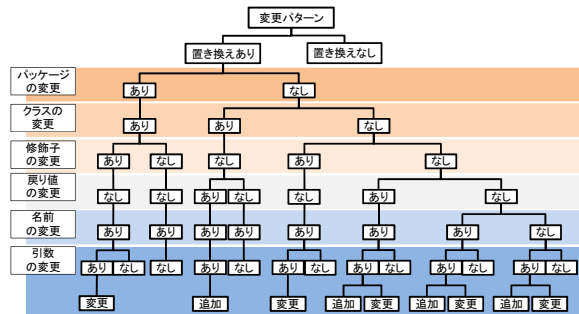 変更パターン
置き換えあり 置き換えなし
パッケージ
の変更
あり なし
クラスの
変更
あり あり なし
修飾子
の変更
あり なし なし あり なし
戻り値
の変更
なし なし あり あり なし あり なし
名前
の変更
あり あり あり あり あり あり あり なし
引数
の変更
あり なし なし あり なし あり なし あり なし あり なし あり なし
変更 追加 変更 追加 変更 追加 変更 追加 変更